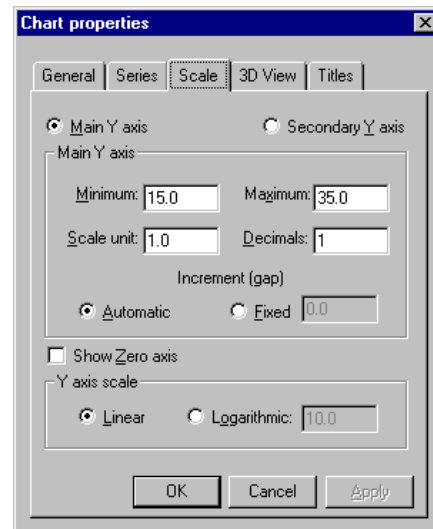 Chart properties
General Series Scale 3D View Titles
Main Y axis Secondary Y axis
Main Y axis
Minimum: 15.0 Maximum: 35.0
Scale unit: 1.0 Decimals: 1
Increment (gap)
Automatic Fixed 0.0
Show Zero axis
Y axis scale
Linear Logarithmic: 10.0
OK Cancel Apply